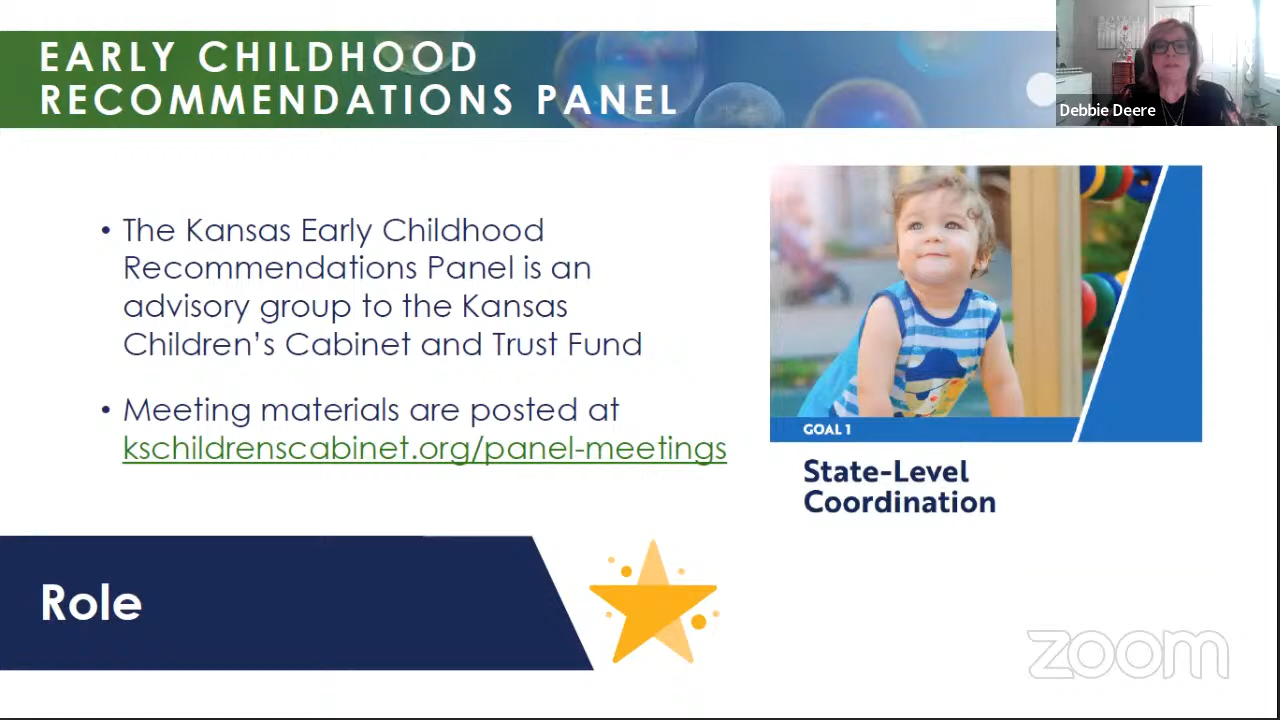 EARLY CHILDHOOD
RECOMMENDATIONS PANEL
Debbie Deere
• The Kansas Early Childhood
Recommendations Panel is an
advisory group to the Kansas
Children's Cabinet and Trust Fund
• Meeting materials are posted at
kschildrenscabinet.org/panel-meetings
GOAL 1
State-Level
Coordination
Role
zoom